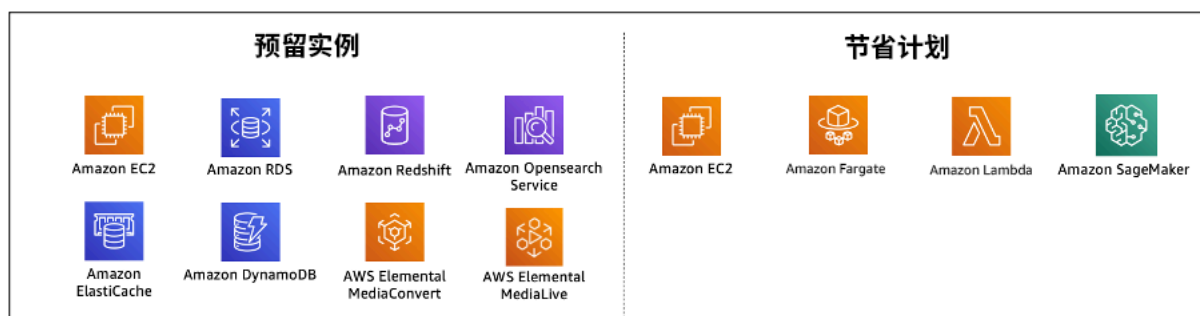 预留实例
节省计划
Amazon EC2
Amazon RDS
Amazon Redshift
Amazon Opensearch
Service
Amazon EC2
Amazon Fargate
Amazon Lambda
Amazon SageMaker
Amazon
ElastiCache
Amazon DynamoDB
AWS Elemental
MediaConvert
AWS Elemental
MediaLive